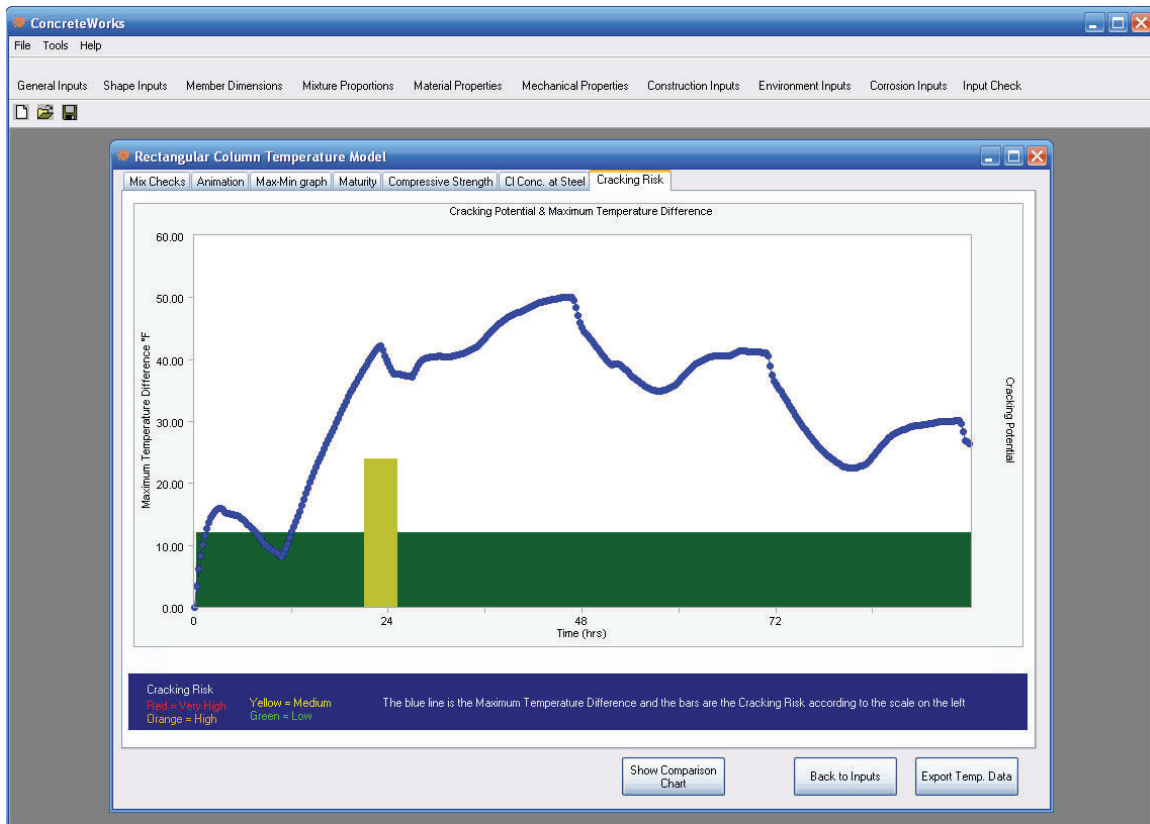 ConcreteWorks
File Tools Help
General Inputs Shape Inputs Member Dimensions Mixture Proportions Material Properties Mechanical Properties Construction Inputs Environment Inputs Corrosion Inputs Input Check
Rectangular Column Temperature Model
Mix Checks Animation Max-Min graph Maturity Compressive Strength Cl Conc. at Steel Cracking Risk
Cracking Potential & Maximum Temperature Difference
Maximum Temperature Difference °F
60.00
50.00
40.00
30.00
20.00
10.00
0.00
0 24 48 72
Time (hrs)
Cracking Potential
Cracking Risk
Red = Very High
Orange = High
Yellow = Medium
Green = Low
The blue line is the Maximum Temperature Difference and the bars are the Cracking Risk according to the scale on the left
Show Comparison
Chart
Back to Inputs
Export Temp. Data